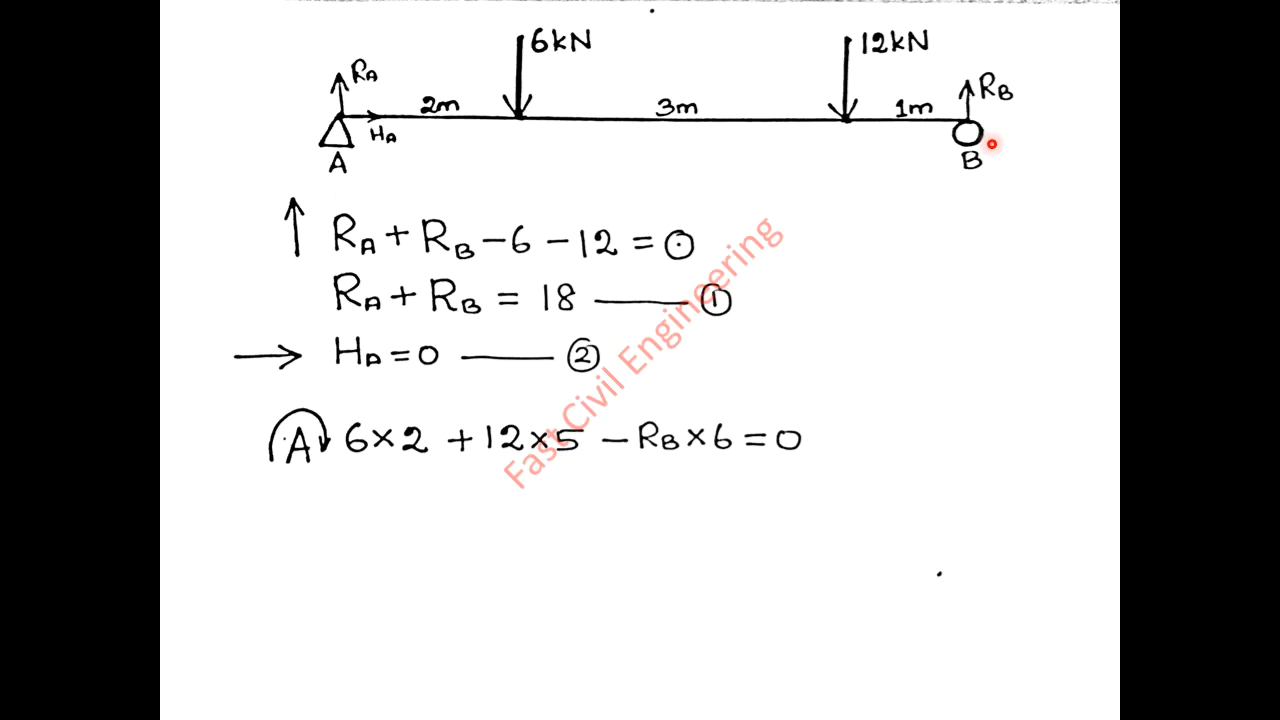 6kN 12kN
RA RB
2m 3m 1m
HA
A B
↑ RA + RB − 6 − 12 = 0
RA + RB = 18 ——— ①
→ HA = 0 ——— ②
A 6×2 + 12×5 − RB×6 = 0
Fast Civil Engineering